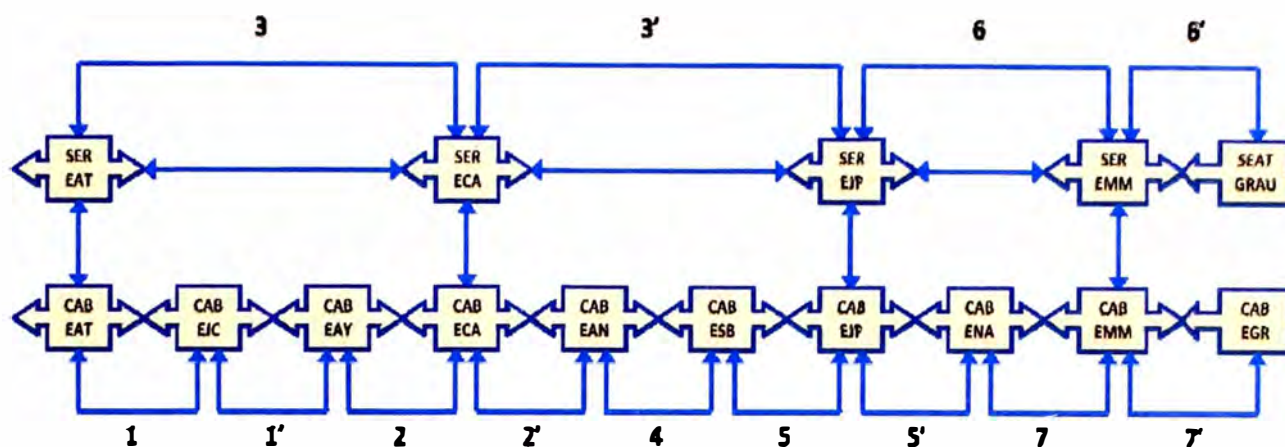 3 3' 6 6'
SER EAT
SER ECA
SER EJP
SER EMM
SEAT GRAU
CAB EAT
CAB EJC
CAB EAY
CAB ECA
CAB EAN
CAB ESB
CAB EJP
CAB ENA
CAB EMM
CAB EGR
1 1' 2 2' 4 5 5' 7 7'